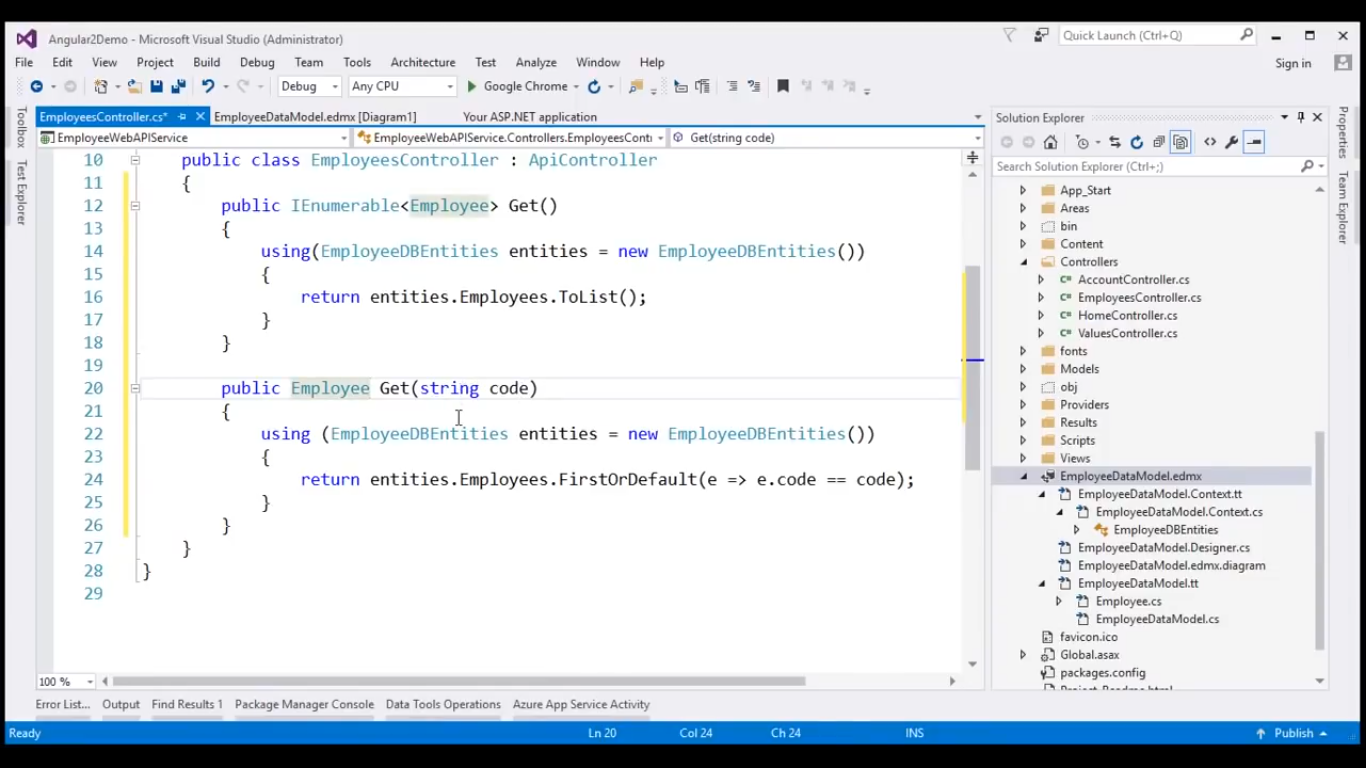 Angular2Demo - Microsoft Visual Studio (Administrator)
Quick Launch (Ctrl+Q)
File Edit View Project Build Debug Team Tools Architecture Test Analyze Window Help
Sign in
Debug Any CPU Google Chrome
Toolbox
Test Explorer
EmployeesController.cs* EmployeeDataModel.edmx [Diagram1] Your ASP.NET application
EmployeeWebAPIService EmployeeWebAPIService.Controllers.EmployeesConti Get(string code)
10 public class EmployeesController : ApiController
11 {
12 public IEnumerable<Employee> Get()
13 {
14 using(EmployeeDBEntities entities = new EmployeeDBEntities())
15 {
16 return entities.Employees.ToList();
17 }
18 }
19
20 public Employee Get(string code)
21 {
22 using (EmployeeDBEntities entities = new EmployeeDBEntities())
23 {
24 return entities.Employees.FirstOrDefault(e => e.code == code);
25 }
26 }
27 }
28 }
29
100 %
Solution Explorer
Search Solution Explorer (Ctrl+;)
App_Start
Areas
bin
Content
Controllers
C# AccountController.cs
C# EmployeesController.cs
C# HomeController.cs
C# ValuesController.cs
fonts
Models
obj
Providers
Results
Scripts
Views
EmployeeDataModel.edmx
EmployeeDataModel.Context.tt
EmployeeDataModel.Context.cs
EmployeeDBEntities
EmployeeDataModel.Designer.cs
EmployeeDataModel.edmx.diagram
EmployeeDataModel.tt
Employee.cs
EmployeeDataModel.cs
favicon.ico
Global.asax
packages.config
Project_Readme.html
Properties
Team Explorer
Error List... Output Find Results 1 Package Manager Console Data Tools Operations Azure App Service Activity
Ready Ln 20 Col 24 Ch 24 INS Publish